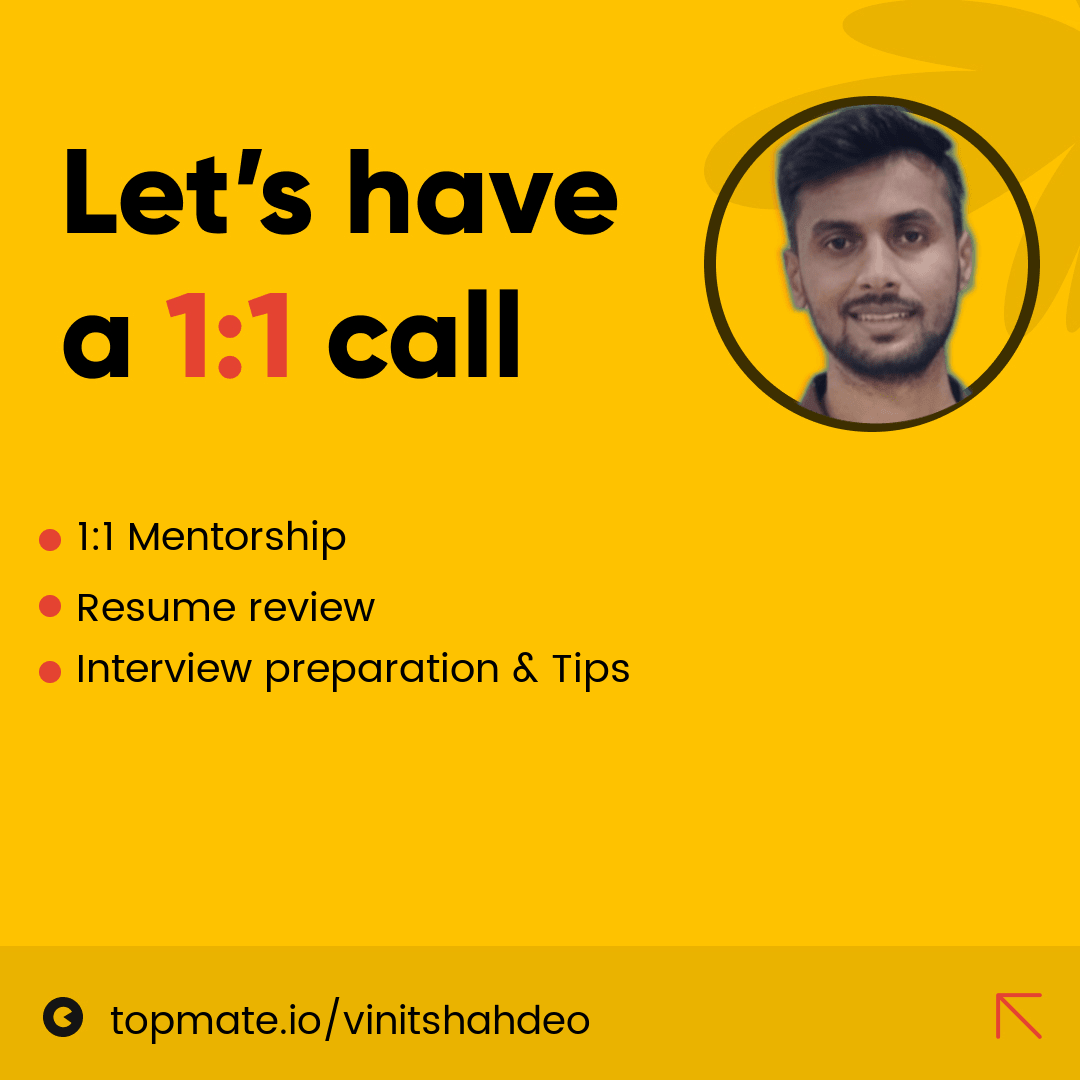 Let’s have
a 1:1 call
1:1 Mentorship
Resume review
Interview preparation & Tips
topmate.io/vinitshahdeo